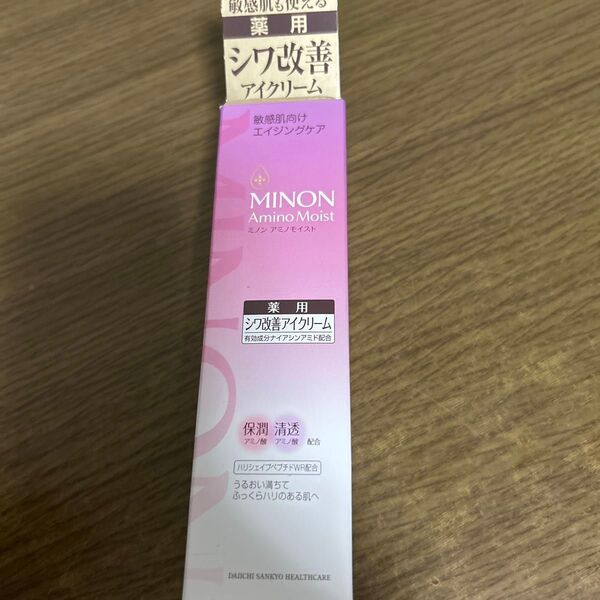 敏感肌も使える
薬用
シワ改善
アイクリーム
敏感肌向け
エイジングケア
MINON
Amino Moist
ミノン アミノモイスト
薬用
シワ改善アイクリーム
有効成分ナイアシンアミド配合
保潤 清透
アミノ酸 アミノ酸 配合
ハリシェイプペプチドWR配合
うるおい満ちて
ふっくらハリのある肌へ
DAIICHI SANKYO HEALTHCARE
MINON